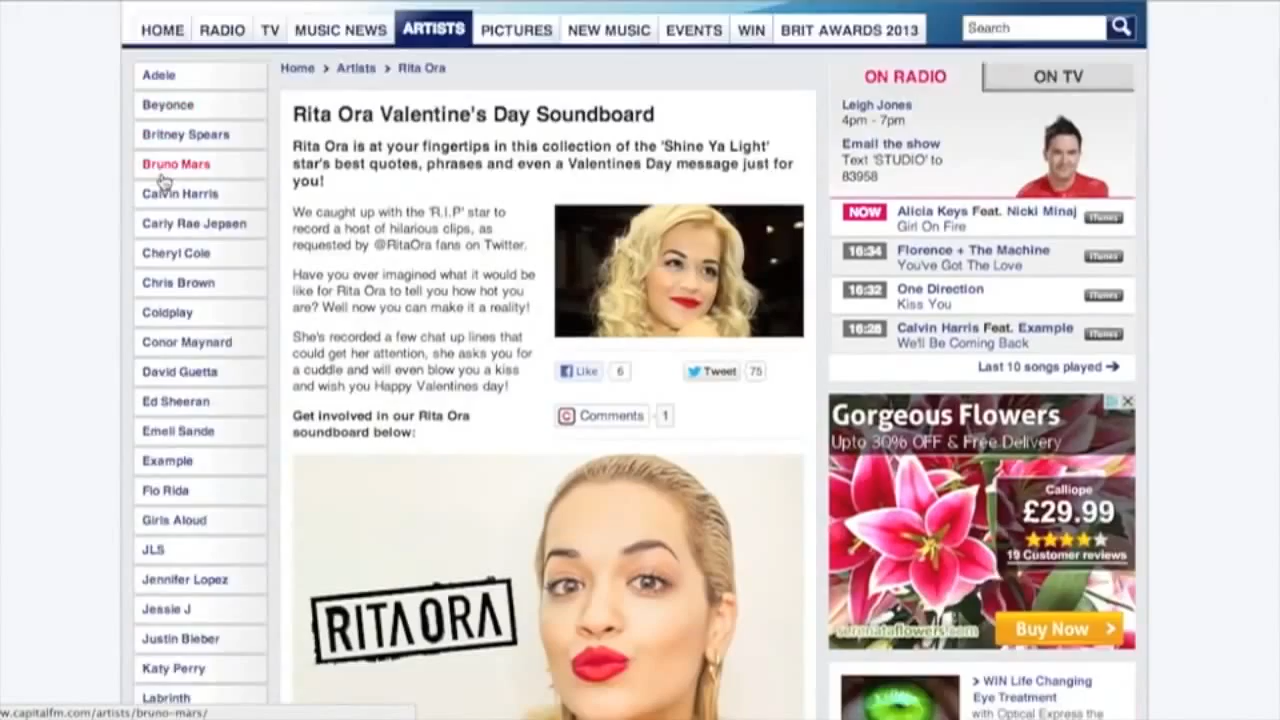 HOME
RADIO
TV
MUSIC NEWS
ARTISTS
PICTURES
NEW MUSIC
EVENTS
WIN
BRIT AWARDS 2013
Search
Adele
Beyonce
Britney Spears
Bruno Mars
Calvin Harris
Carly Rae Jepsen
Cheryl Cole
Chris Brown
Coldplay
Conor Maynard
David Guetta
Ed Sheeran
Emeli Sande
Example
Flo Rida
Girls Aloud
JLS
Jennifer Lopez
Jessie J
Justin Bieber
Katy Perry
Labrinth
w.capitalfm.com/artists/bruno-mars/
Home > Artists > Rita Ora
Rita Ora Valentine's Day Soundboard
Rita Ora is at your fingertips in this collection of the 'Shine Ya Light'
star's best quotes, phrases and even a Valentines Day message just for
you!
We caught up with the 'R.I.P' star to
record a host of hilarious clips, as
requested by @RitaOra fans on Twitter.
Have you ever imagined what it would be
like for Rita Ora to tell you how hot you
are? Well now you can make it a reality!
She's recorded a few chat up lines that
could get her attention, she asks you for
a cuddle and will even blow you a kiss
and wish you Happy Valentines day!
Get involved in our Rita Ora
soundboard below:
Like 6
Tweet 75
Comments 1
RITA ORA
ON RADIO
ON TV
Leigh Jones
4pm - 7pm
Email the show
Text 'STUDIO' to
83958
NOW
Alicia Keys Feat. Nicki Minaj
Girl On Fire
iTunes
16:34
Florence + The Machine
You've Got The Love
iTunes
16:32
One Direction
Kiss You
iTunes
16:28
Calvin Harris Feat. Example
We'll Be Coming Back
iTunes
Last 10 songs played
Gorgeous Flowers
Upto 30% OFF & Free Delivery
Calliope
£29.99
19 Customer reviews
serenataflowers.com
Buy Now >
> WIN Life Changing
Eye Treatment
with Optical Express the